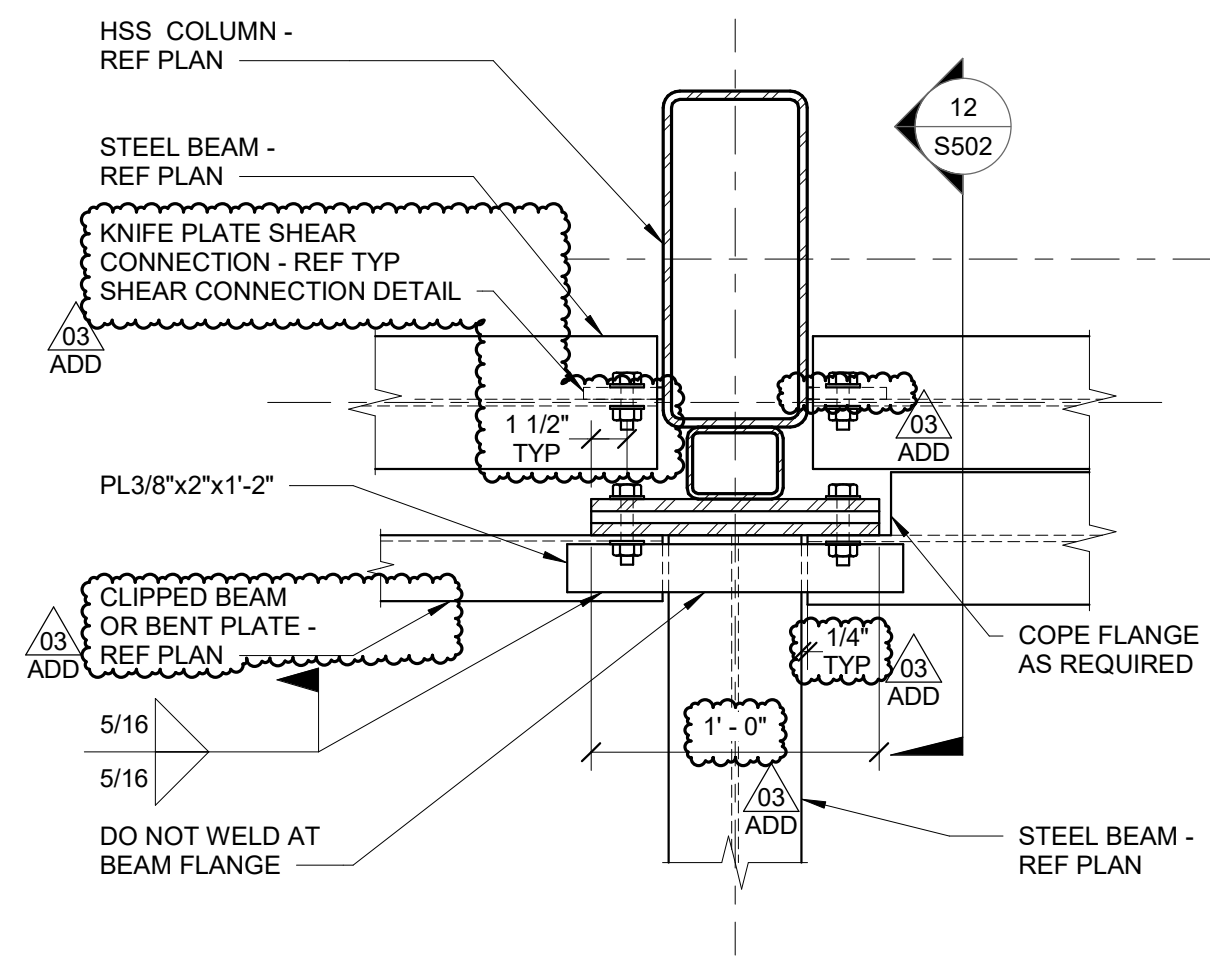 HSS COLUMN -
REF PLAN
12
S502
STEEL BEAM -
REF PLAN
KNIFE PLATE SHEAR
CONNECTION - REF TYP
SHEAR CONNECTION DETAIL
03
ADD
1 1/2"
TYP
03
ADD
PL3/8"x2"x1'-2"
CLIPPED BEAM
OR BENT PLATE -
REF PLAN
03
ADD
1/4"
TYP
03
ADD
COPE FLANGE
AS REQUIRED
5/16
5/16
1' - 0"
03
ADD
DO NOT WELD AT
BEAM FLANGE
STEEL BEAM -
REF PLAN